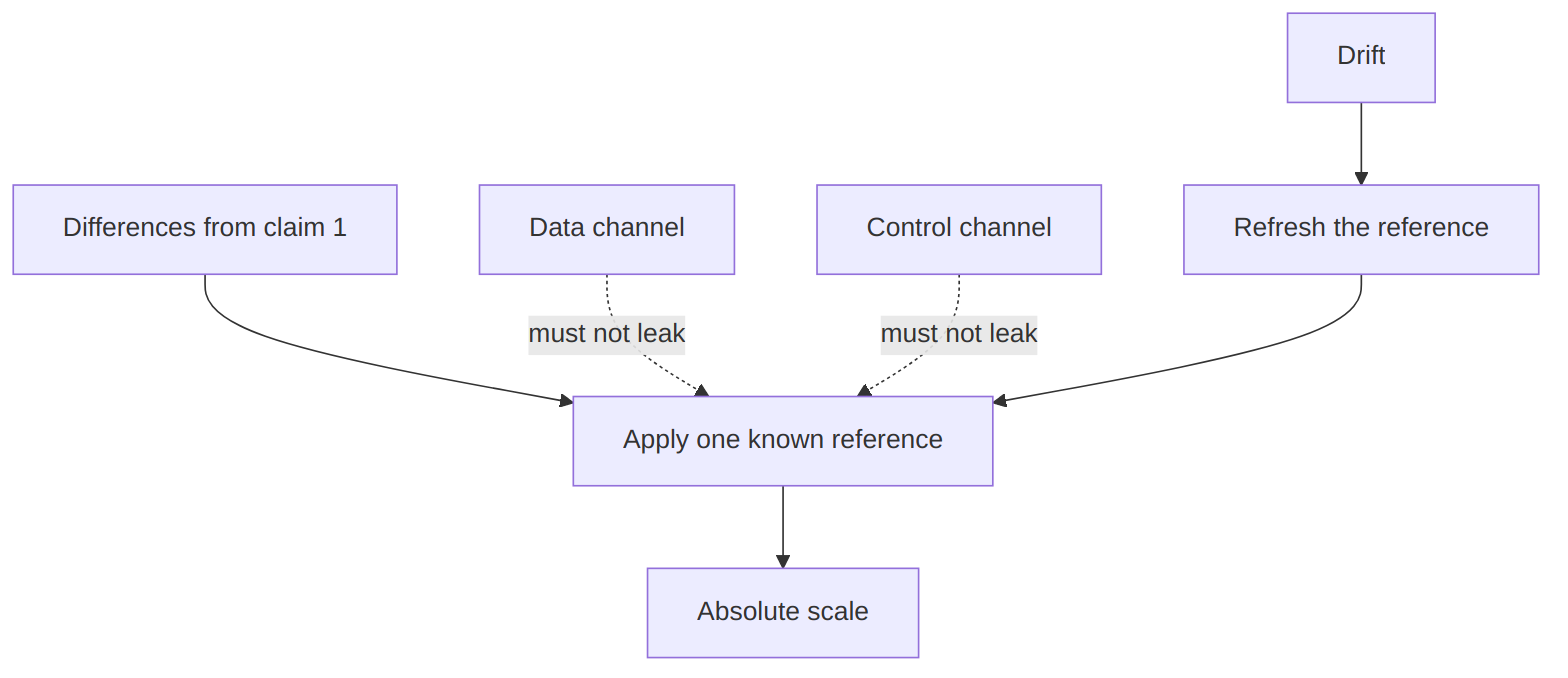 Drift
Differences from claim 1
Data channel
Control channel
Refresh the reference
must not leak
must not leak
Apply one known reference
Absolute scale